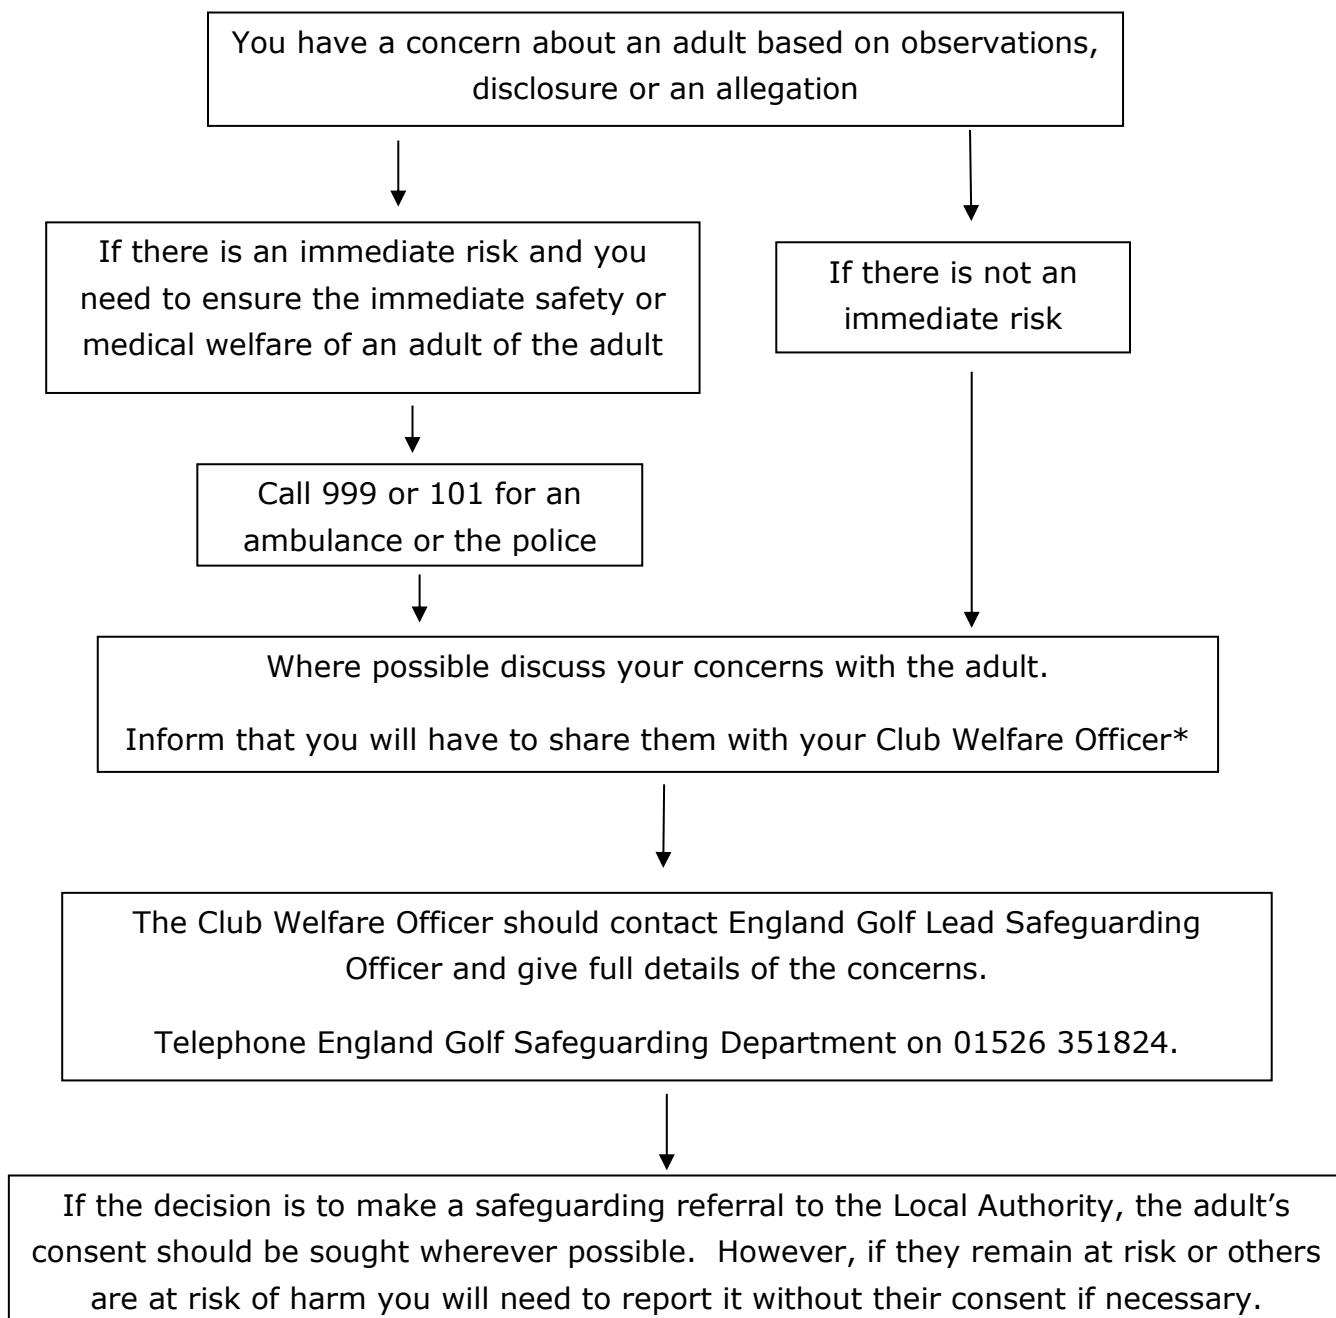 You have a concern about an adult based on observations,
disclosure or an allegation
If there is an immediate risk and you
need to ensure the immediate safety or
medical welfare of an adult of the adult
If there is not an
immediate risk
Call 999 or 101 for an
ambulance or the police
Where possible discuss your concerns with the adult.
Inform that you will have to share them with your Club Welfare Officer*
The Club Welfare Officer should contact England Golf Lead Safeguarding
Officer and give full details of the concerns.
Telephone England Golf Safeguarding Department on 01526 351824.
If the decision is to make a safeguarding referral to the Local Authority, the adult’s
consent should be sought wherever possible.  However, if they remain at risk or others
are at risk of harm you will need to report it without their consent if necessary.